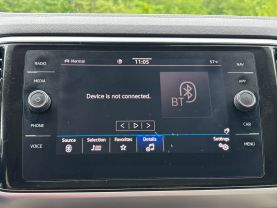 Normal 11:05 57°F
RADIO
NAV
MEDIA
APP
Device is not connected.
BT
PHONE
CAR
VOICE
MENU
Source Selection Favorites Details Settings